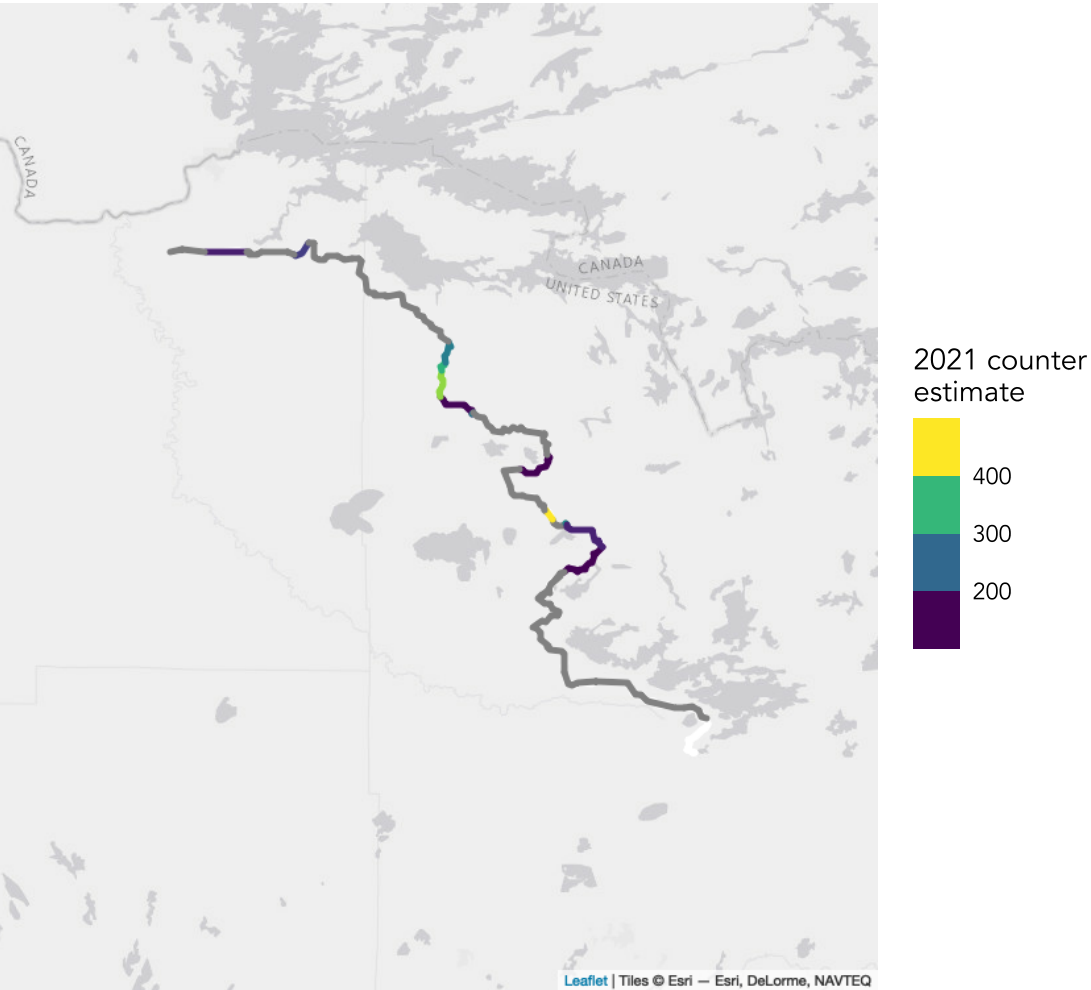 CANADA
CANADA
UNITED STATES
2021 counter
estimate
400
300
200
Leaflet | Tiles © Esri — Esri, DeLorme, NAVTEQ